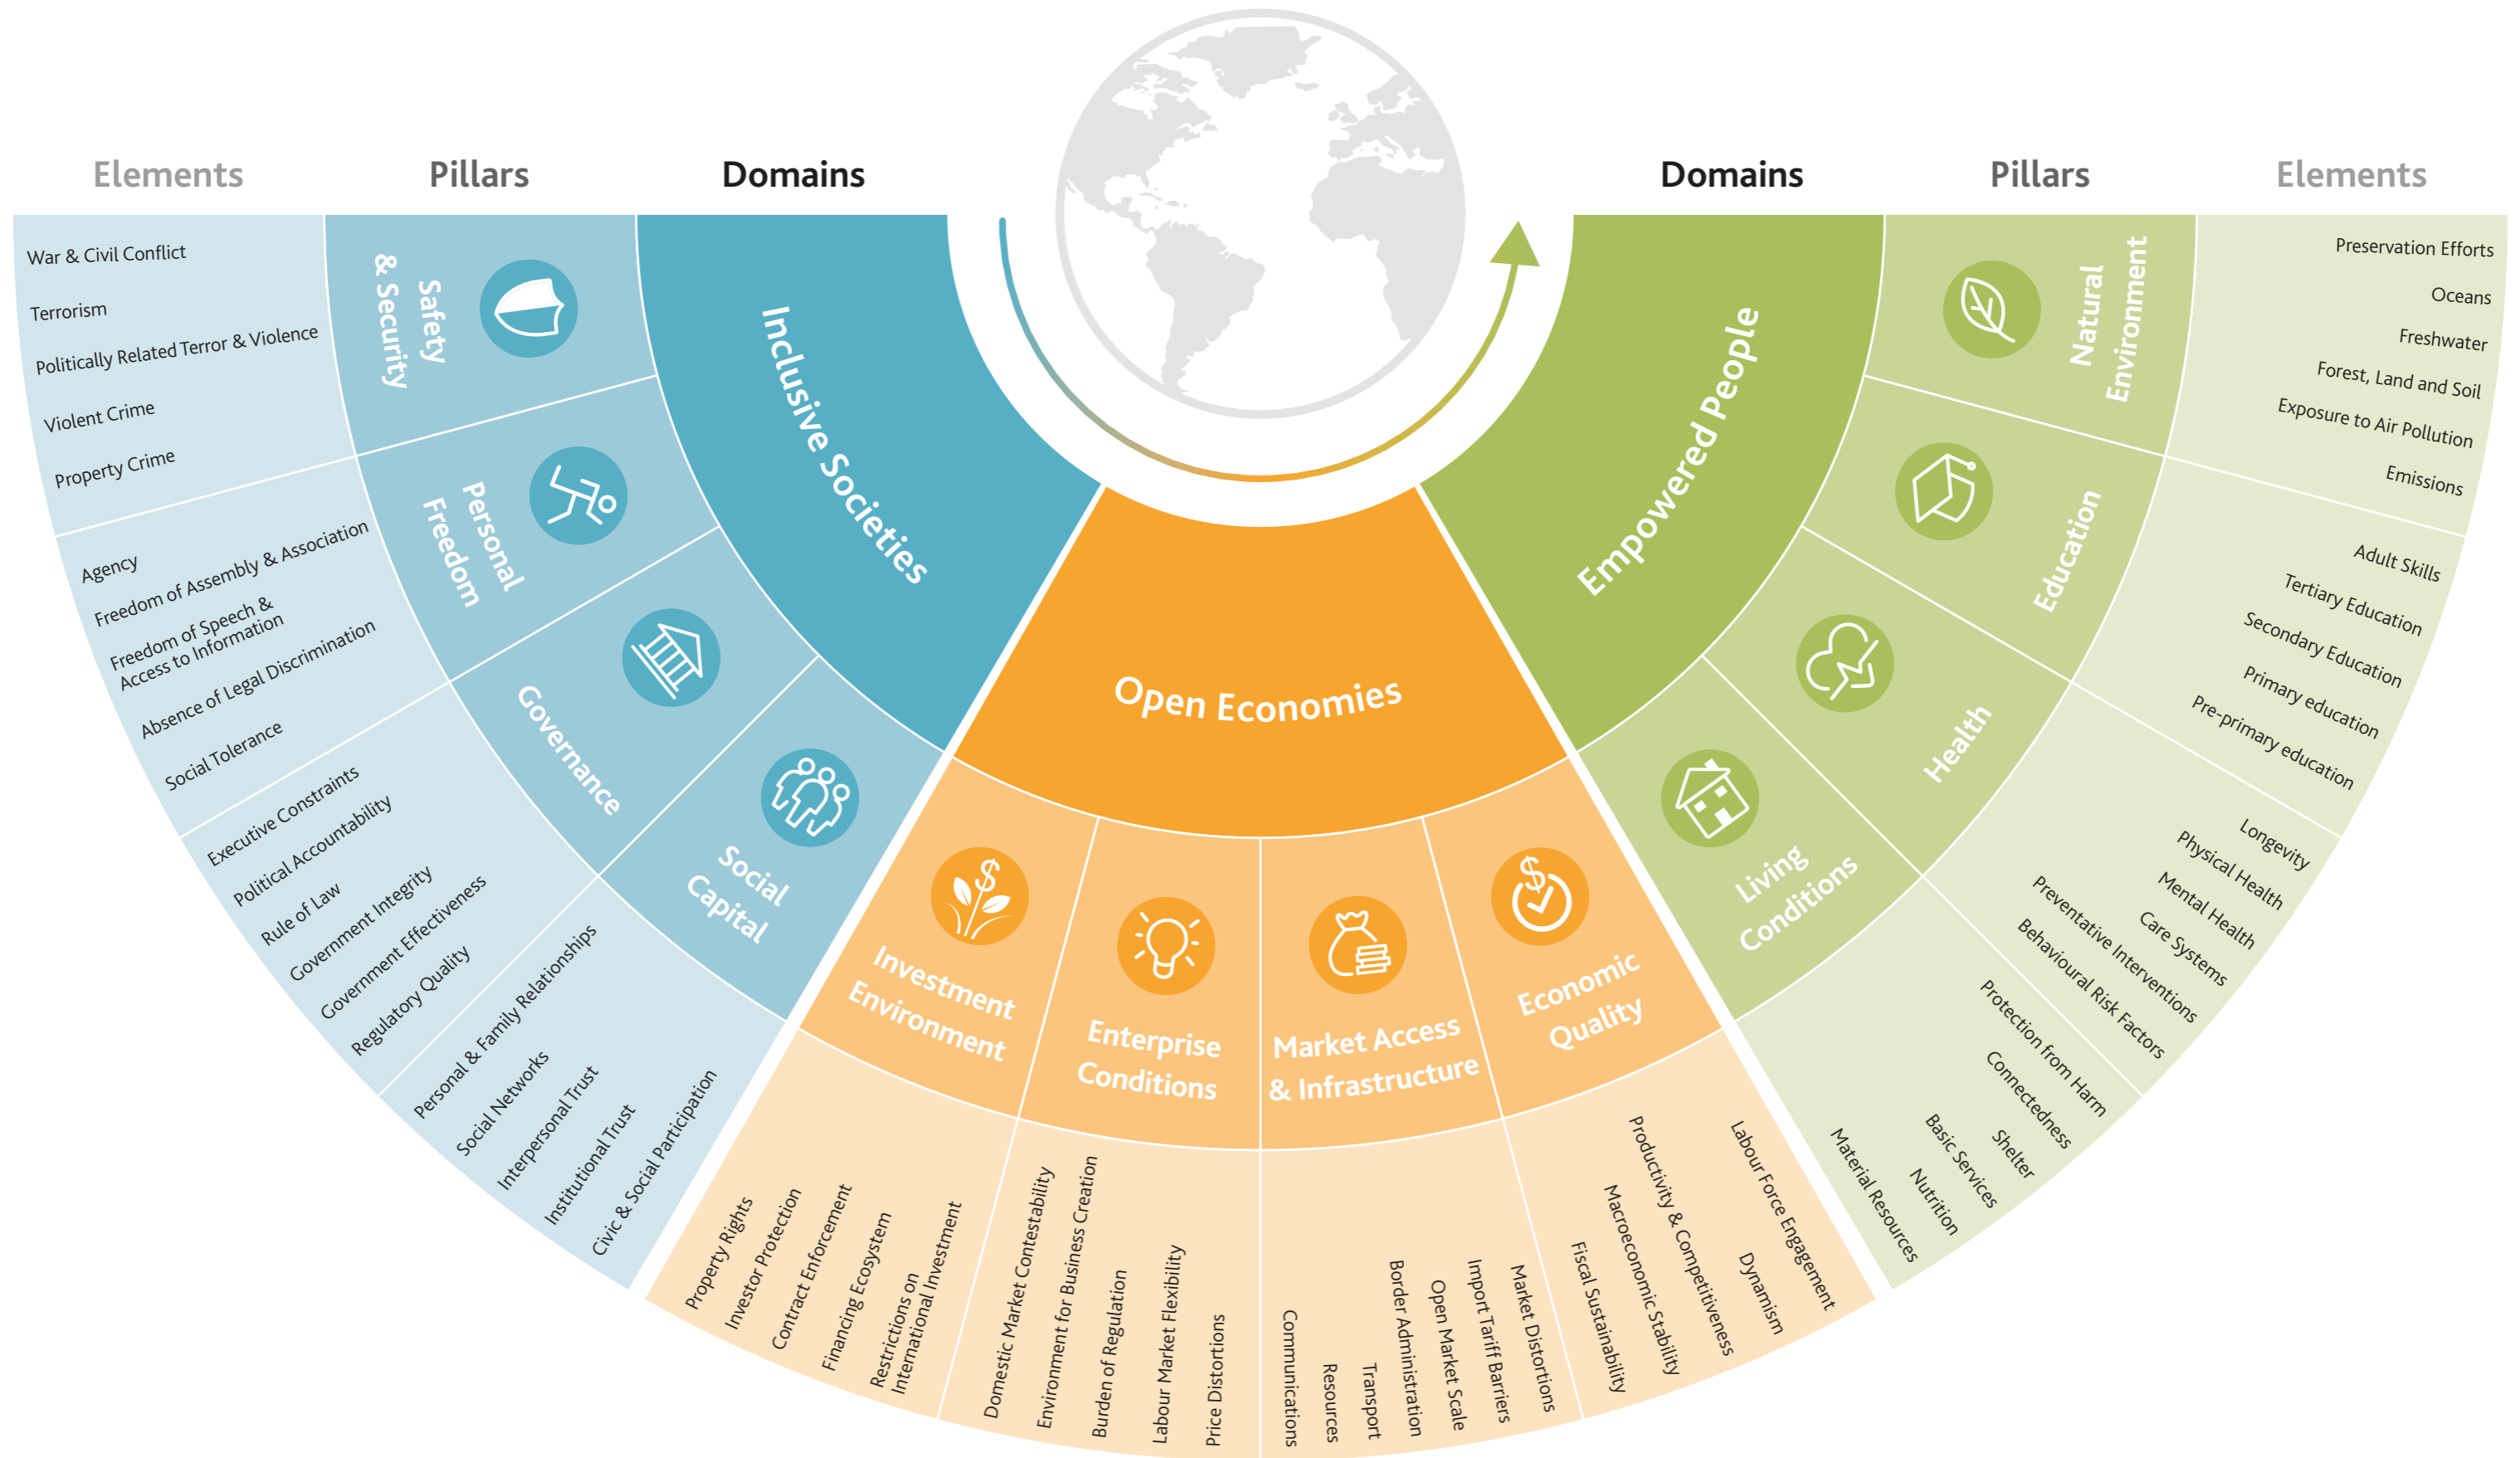 Elements
Pillars
Domains
Domains
Pillars
Elements
Inclusive Societies
Safety
& Security
War & Civil Conflict
Terrorism
Politically Related Terror & Violence
Violent Crime
Property Crime
Personal
Freedom
Agency
Freedom of Assembly & Association
Freedom of Speech &
Access to Information
Absence of Legal Discrimination
Social Tolerance
Governance
Executive Constraints
Political Accountability
Rule of Law
Government Integrity
Government Effectiveness
Regulatory Quality
Social
Capital
Personal & Family Relationships
Social Networks
Interpersonal Trust
Institutional Trust
Civic & Social Participation
Open Economies
Investment
Environment
Property Rights
Investor Protection
Contract Enforcement
Financing Ecosystem
Restrictions on
International Investment
Enterprise
Conditions
Domestic Market Contestability
Environment for Business Creation
Burden of Regulation
Labour Market Flexibility
Price Distortions
Market Access
& Infrastructure
Communications
Resources
Transport
Border Administration
Open Market Scale
Import Tariff Barriers
Market Distortions
Economic
Quality
Fiscal Sustainability
Macroeconomic Stability
Productivity & Competitiveness
Dynamism
Labour Force Engagement
Empowered People
Living
Conditions
Material Resources
Nutrition
Basic Services
Shelter
Connectedness
Protection from Harm
Health
Behavioural Risk Factors
Preventative Interventions
Care Systems
Mental Health
Physical Health
Longevity
Education
Pre-primary education
Primary education
Secondary Education
Tertiary Education
Adult Skills
Natural
Environment
Emissions
Exposure to Air Pollution
Forest, Land and Soil
Freshwater
Oceans
Preservation Efforts